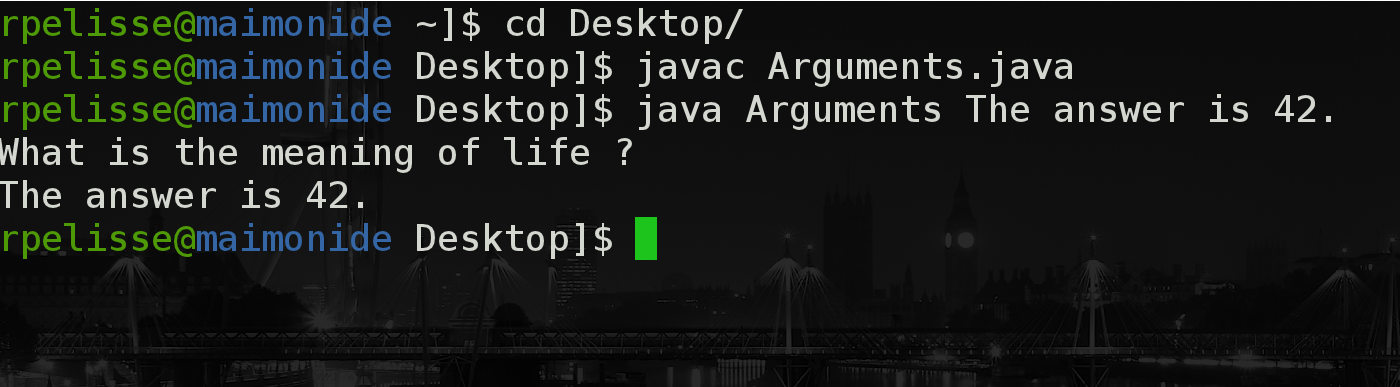 rpelisse@maimonide ~]$ cd Desktop/
rpelisse@maimonide Desktop]$ javac Arguments.java
rpelisse@maimonide Desktop]$ java Arguments The answer is 42.
What is the meaning of life ?
The answer is 42.
rpelisse@maimonide Desktop]$